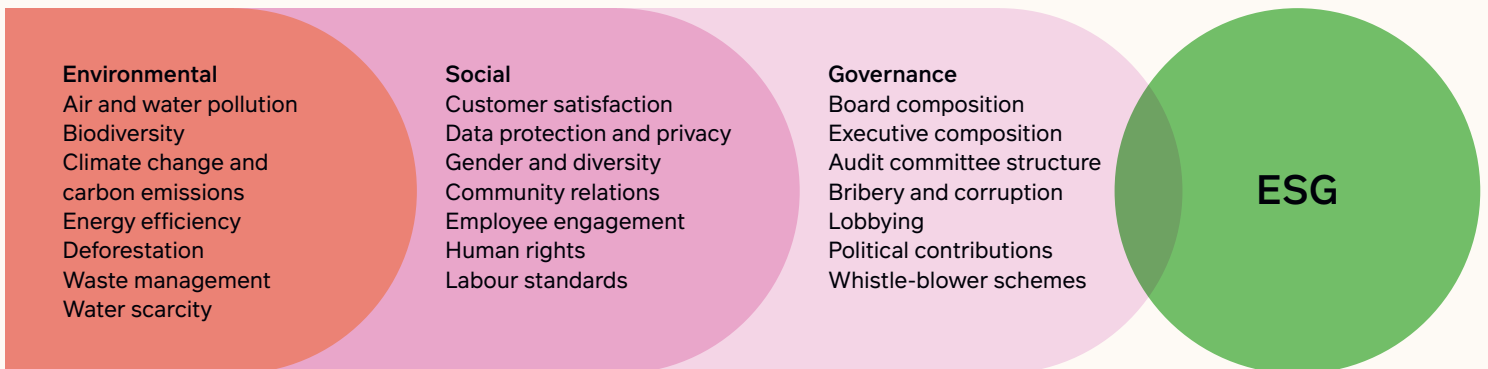 Environmental
Air and water pollution
Biodiversity
Climate change and
carbon emissions
Energy efficiency
Deforestation
Waste management
Water scarcity
Social
Customer satisfaction
Data protection and privacy
Gender and diversity
Community relations
Employee engagement
Human rights
Labour standards
Governance
Board composition
Executive composition
Audit committee structure
Bribery and corruption
Lobbying
Political contributions
Whistle-blower schemes
ESG